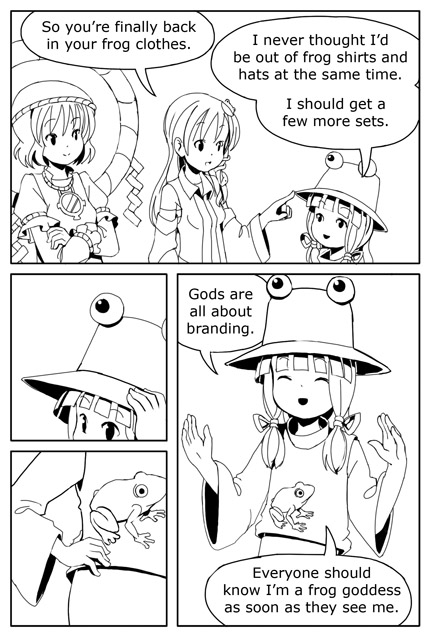 So you're finally back
in your frog clothes.
I never thought I'd
be out of frog shirts and
hats at the same time.
I should get a
few more sets.
Gods are
all about
branding.
Everyone should
know I'm a frog goddess
as soon as they see me.